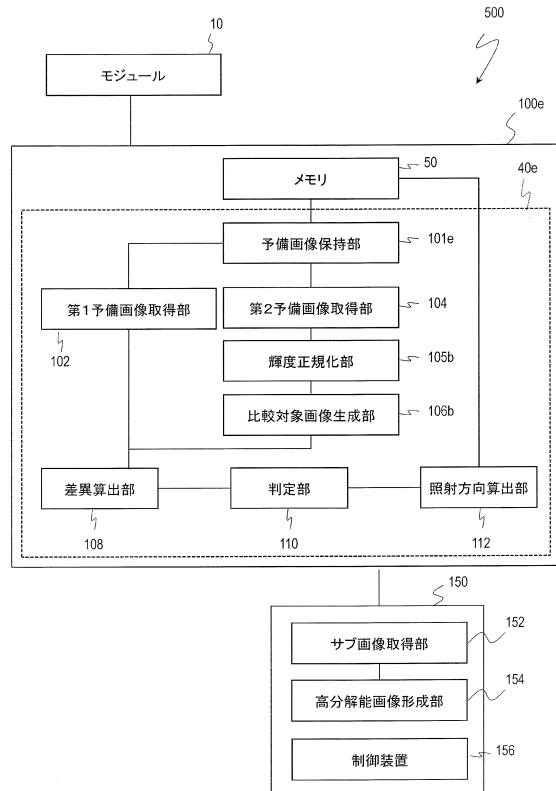 500
10
モジュール
100e
50
メモリ
40e
予備画像保持部
101e
第1予備画像取得部
102
第2予備画像取得部
104
輝度正規化部
105b
比較対象画像生成部
106b
差異算出部
108
判定部
110
照射方向算出部
112
150
サブ画像取得部
152
高分解能画像形成部
154
制御装置
156